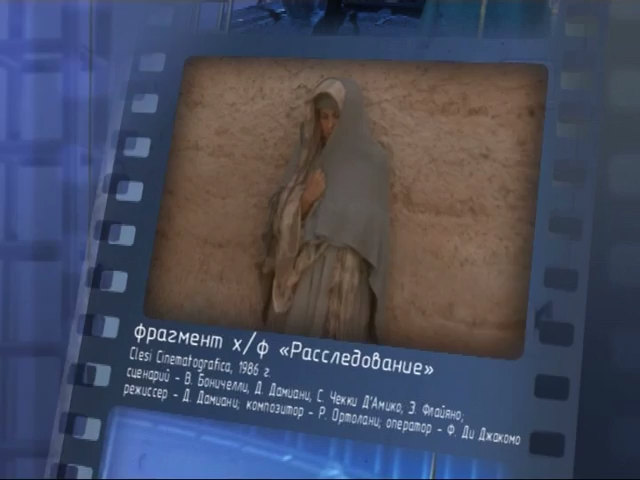 фрагмент х/ф «Расследование»
Clesi Cinematografica, 1986 г.
сценарий - В. Боничелли, Д. Дамиани, С. Чекки Д'Амико, Э. Флайяно;
режиссер - Д. Дамиани; композитор - Р. Ортолани; оператор - Ф. Ди Джакомо